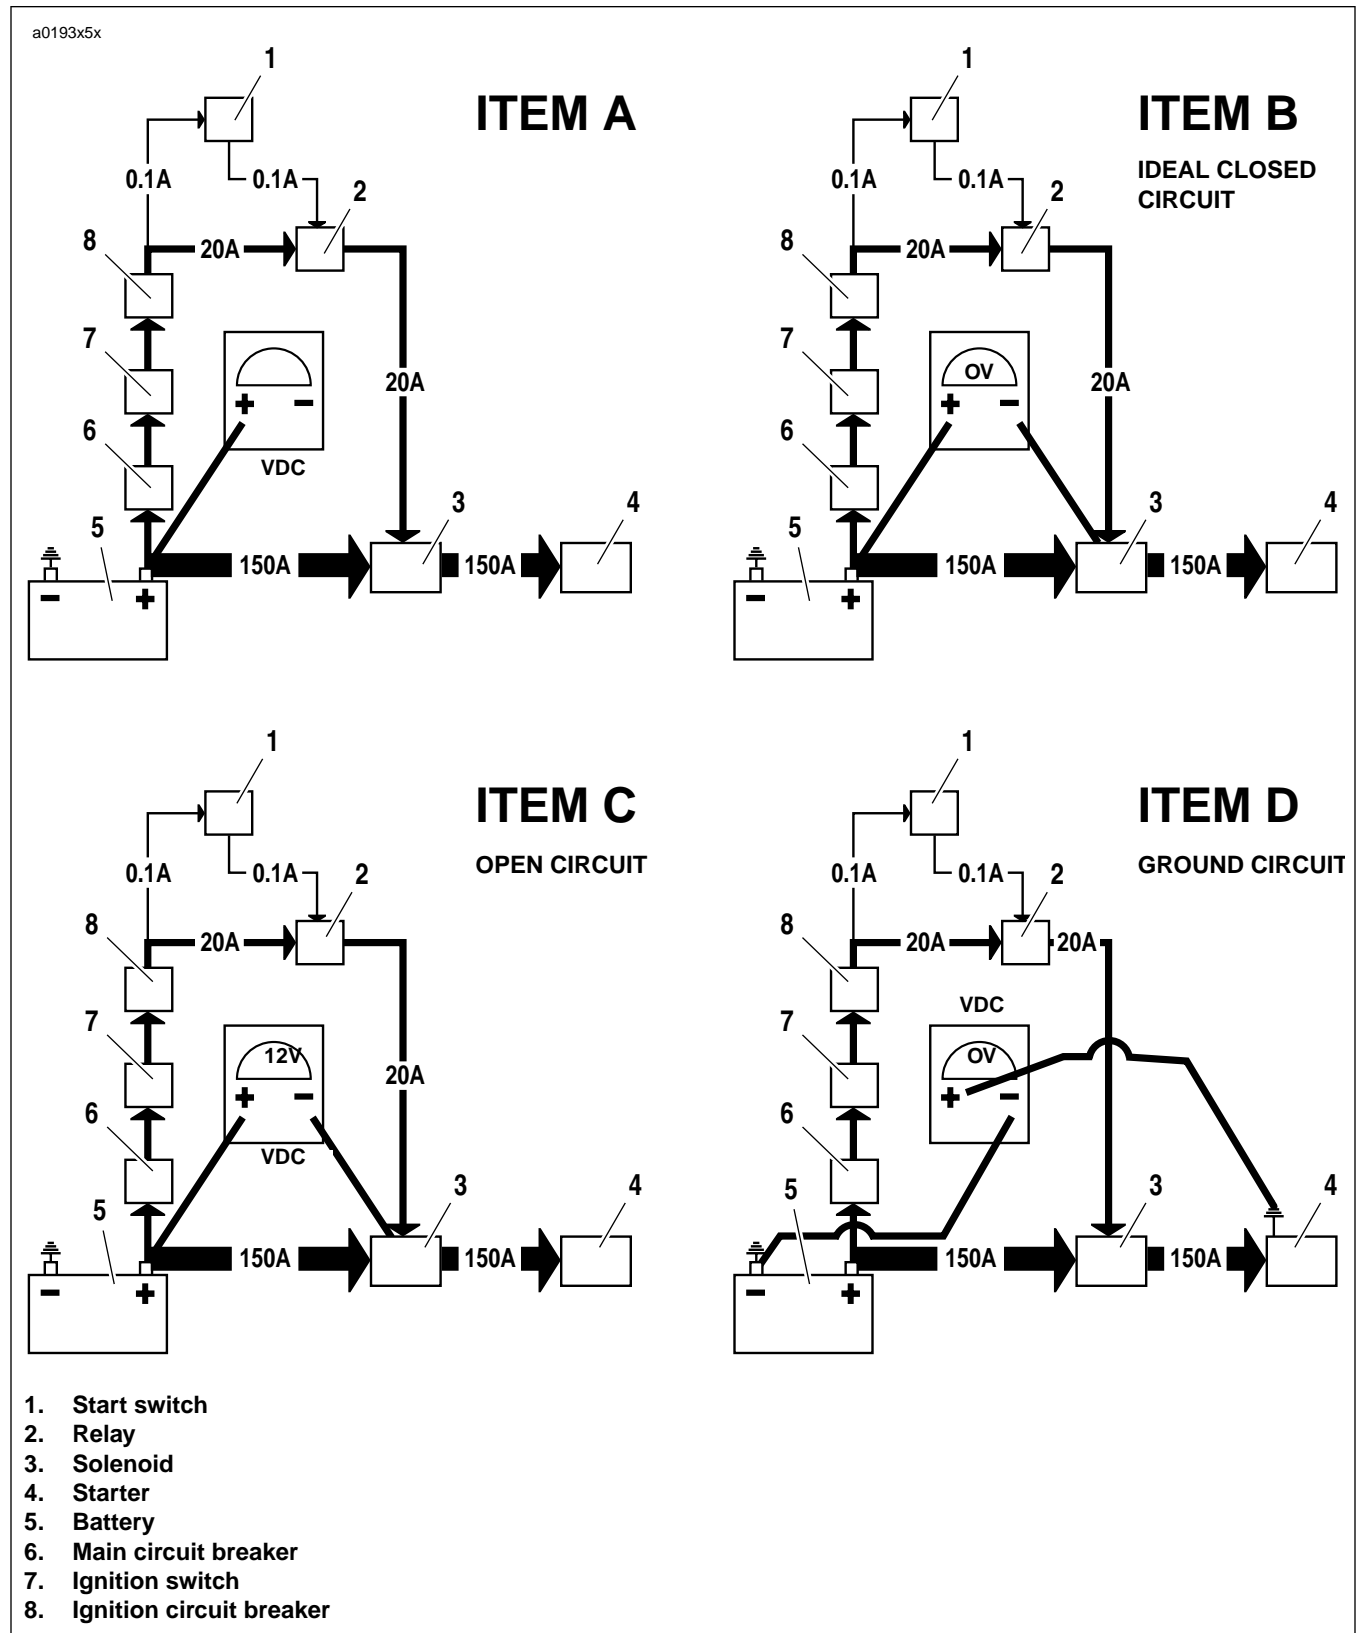 a0193x5x
1
ITEM A
0.1A
0.1A
2
8
20A
7
20A
+ −
6
VDC
3
4
5
150A
150A
− +
1
ITEM B
IDEAL CLOSED
CIRCUIT
0.1A
0.1A
2
8
20A
7
OV
20A
+ −
6
3
4
5
150A
150A
− +
1
ITEM C
OPEN CIRCUIT
0.1A
0.1A
2
8
20A
7
12V
20A
+ −
6
VDC
3
4
5
150A
150A
− +
1
ITEM D
GROUND CIRCUIT
0.1A
0.1A
2
8
20A
20A
VDC
7
OV
+ −
6
5
3
4
150A
150A
− +
1. Start switch
2. Relay
3. Solenoid
4. Starter
5. Battery
6. Main circuit breaker
7. Ignition switch
8. Ignition circuit breaker